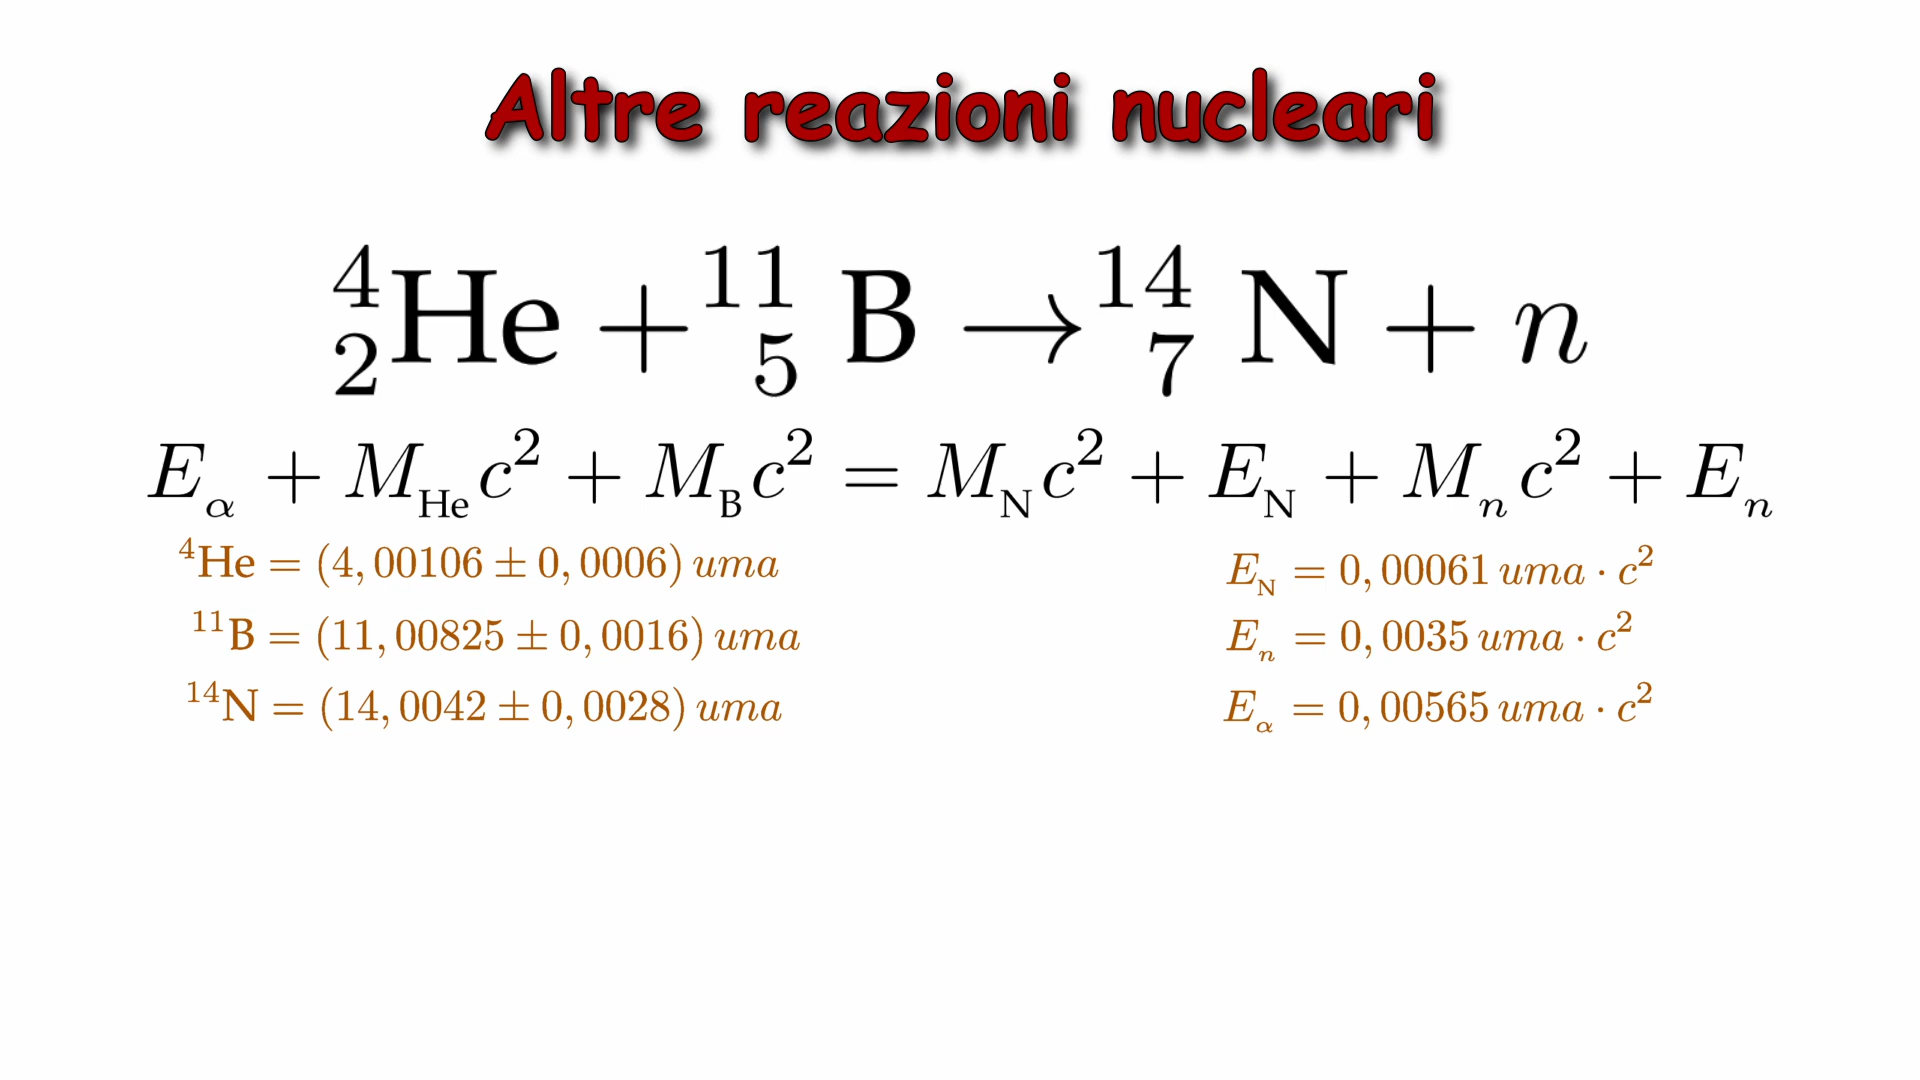 Altre reazioni nucleari
⁴₂He + ¹¹₅B → ¹⁴₇N + n
E_α + M_He c² + M_B c² = M_N c² + E_N + M_n c² + E_n
⁴He = (4,00106 ± 0,0006) uma
E_N = 0,00061 uma · c²
¹¹B = (11,00825 ± 0,0016) uma
E_n = 0,0035 uma · c²
¹⁴N = (14,0042 ± 0,0028) uma
E_α = 0,00565 uma · c²